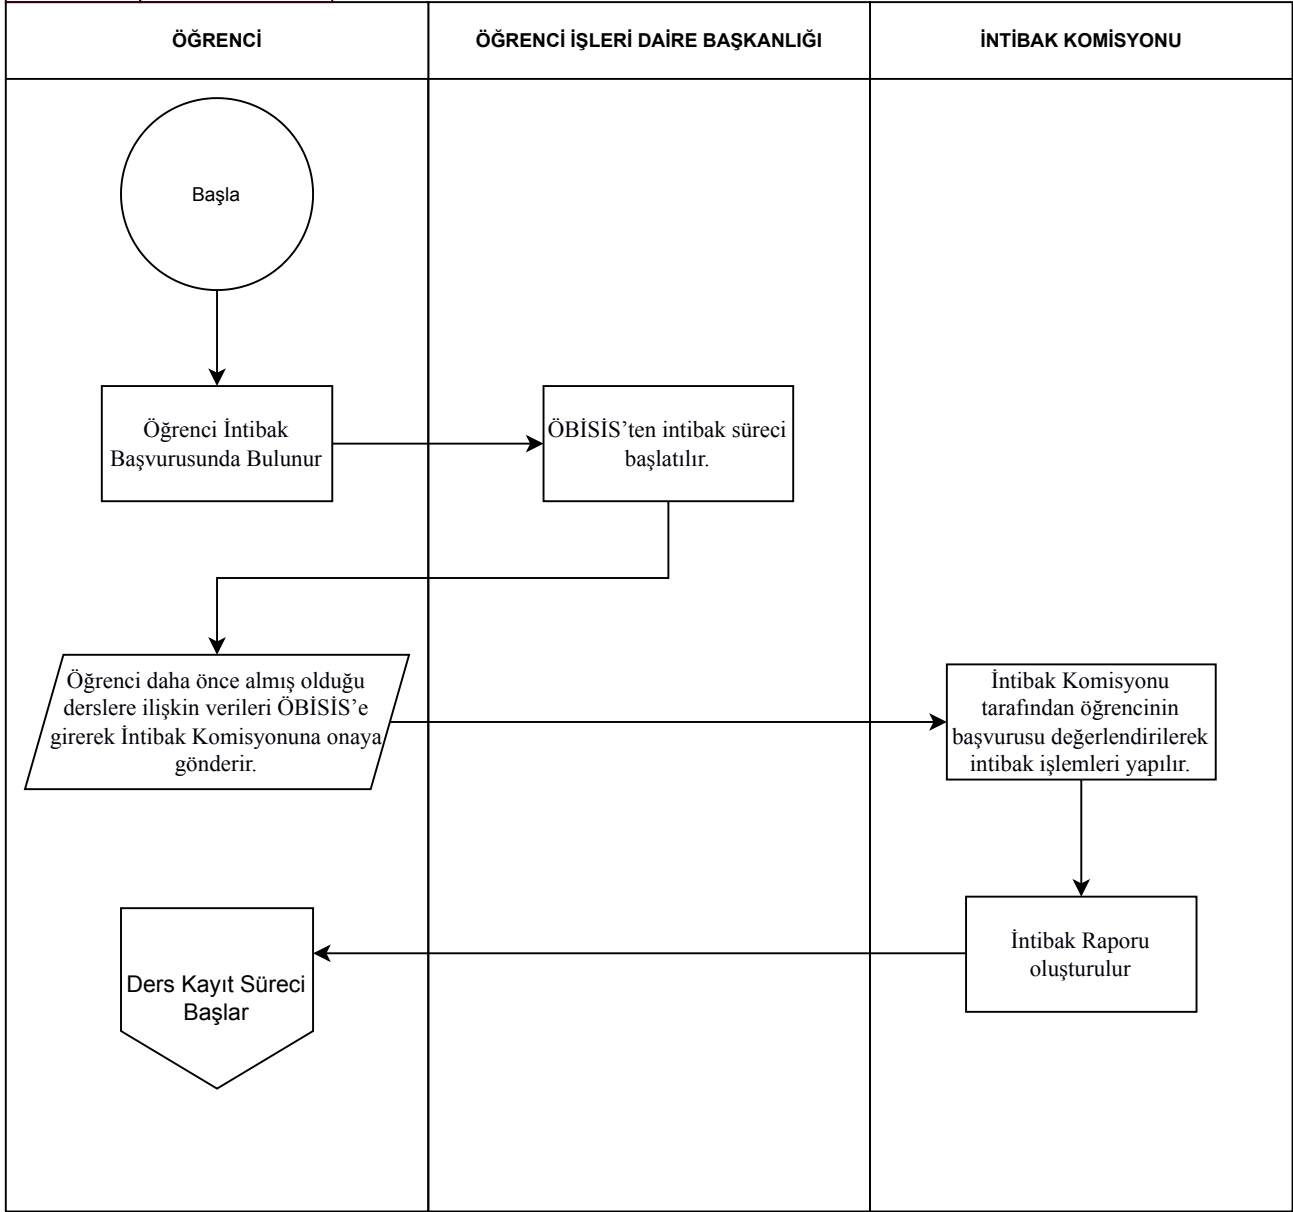 ÖĞRENCİ
ÖĞRENCİ İŞLERİ DAİRE BAŞKANLIĞI
İNTİBAK KOMİSYONU
Başla
Öğrenci İntibak
Başvurusunda Bulunur
ÖBİSİS’ten intibak süreci
başlatılır.
Öğrenci daha önce almış olduğu
derslere ilişkin verileri ÖBİSİS’e
girerek İntibak Komisyonuna onaya
gönderir.
İntibak Komisyonu
tarafından öğrencinin
başvurusu değerlendirilerek
intibak işlemleri yapılır.
İntibak Raporu
oluşturulur
Ders Kayıt Süreci
Başlar